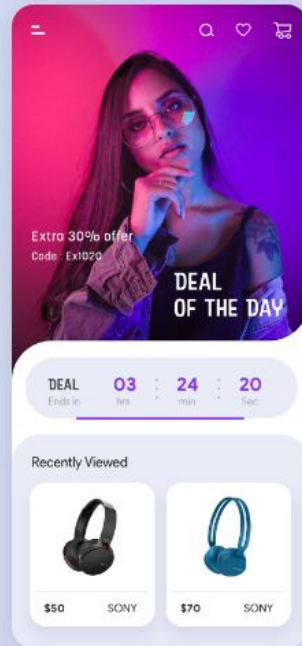 Extra 30% offer
Code : Ex1020
DEAL
OF THE DAY
DEAL 03 : 24 : 20
Ends in hrs min Sec
Recently Viewed
$50 SONY $70 SONY